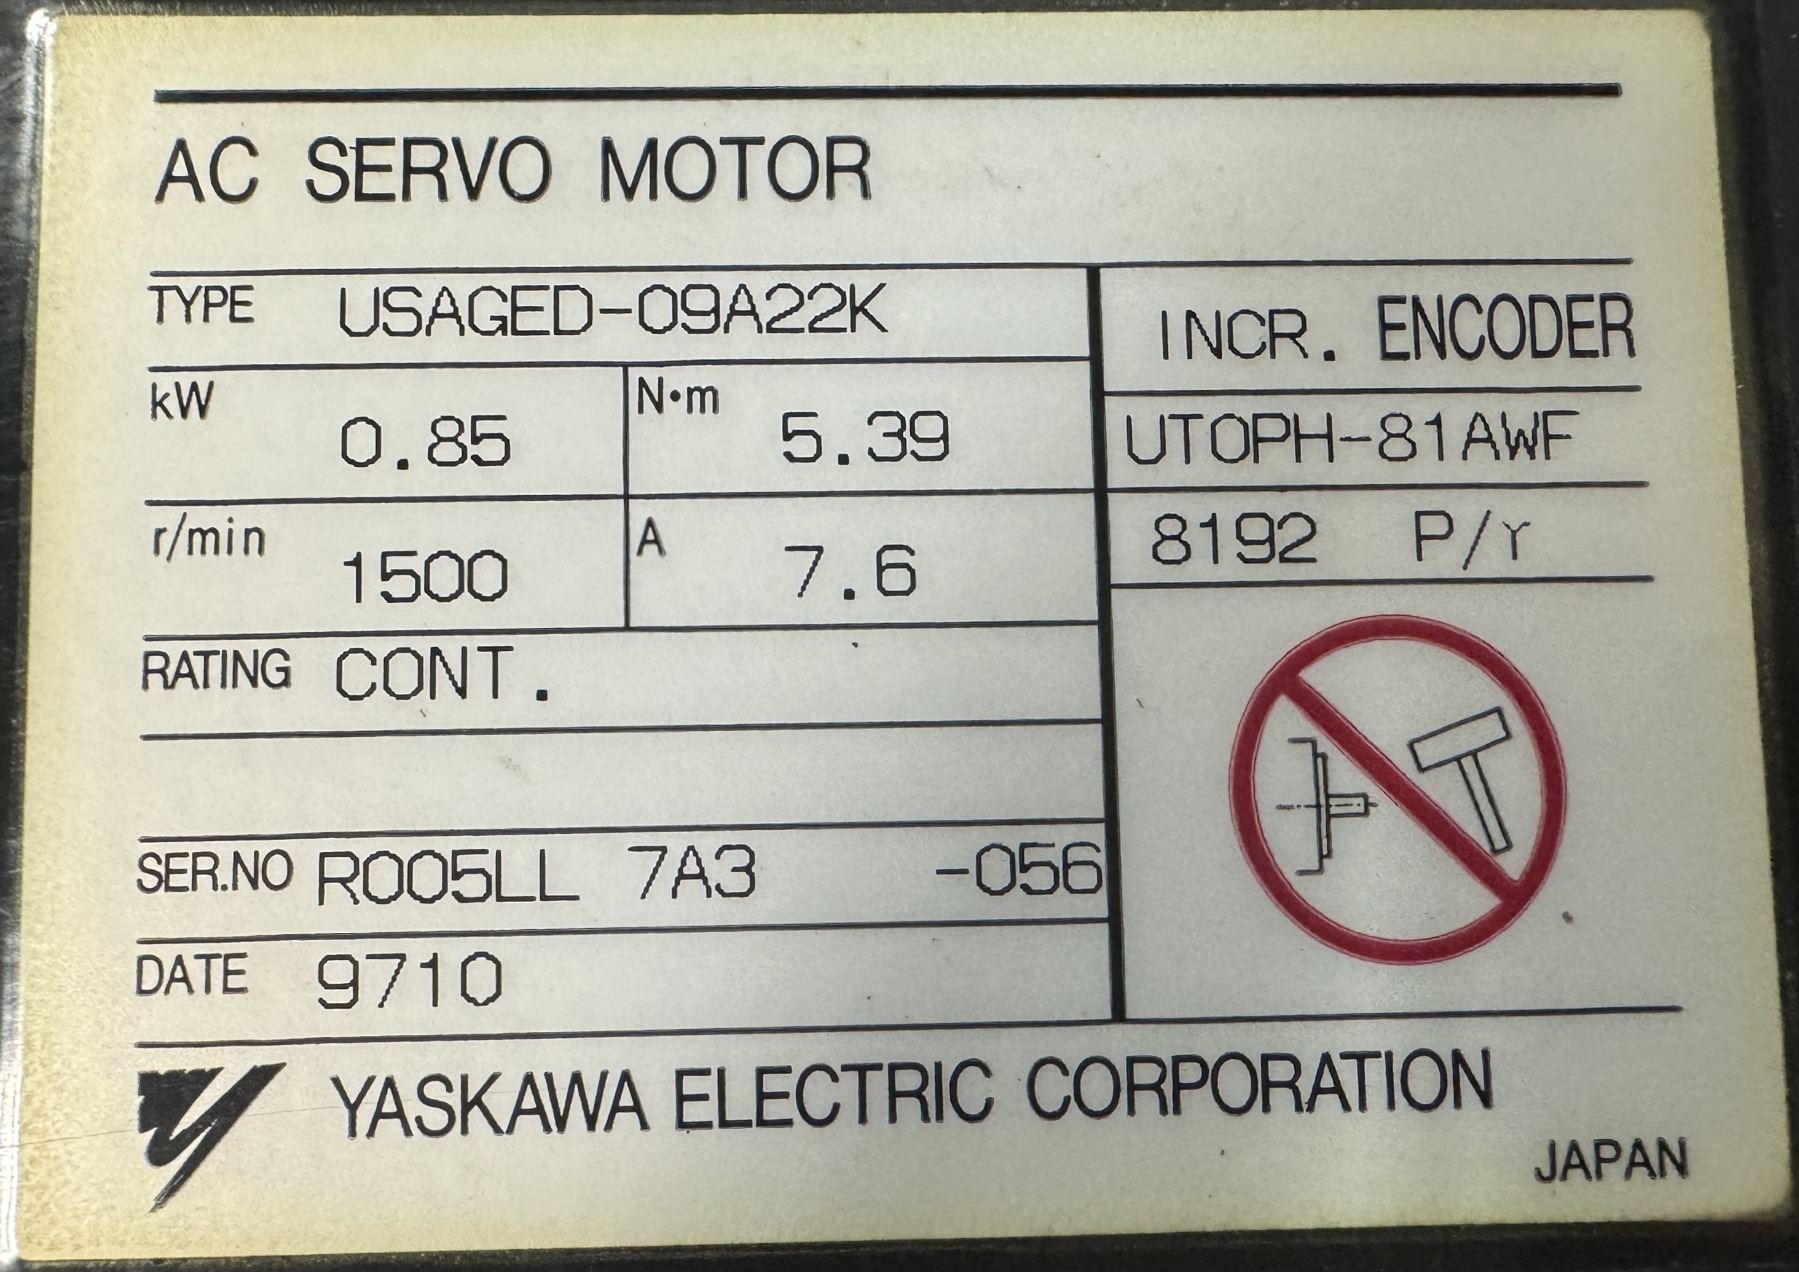 AC SERVO MOTOR
TYPE USAGED-09A22K
kW 0.85 N•m 5.39
r/min 1500 A 7.6
RATING CONT.
SER.NO R005LL 7A3 -056
DATE 9710
INCR. ENCODER
UTOPH-81AWF
8192 P/r
YASKAWA ELECTRIC CORPORATION
JAPAN